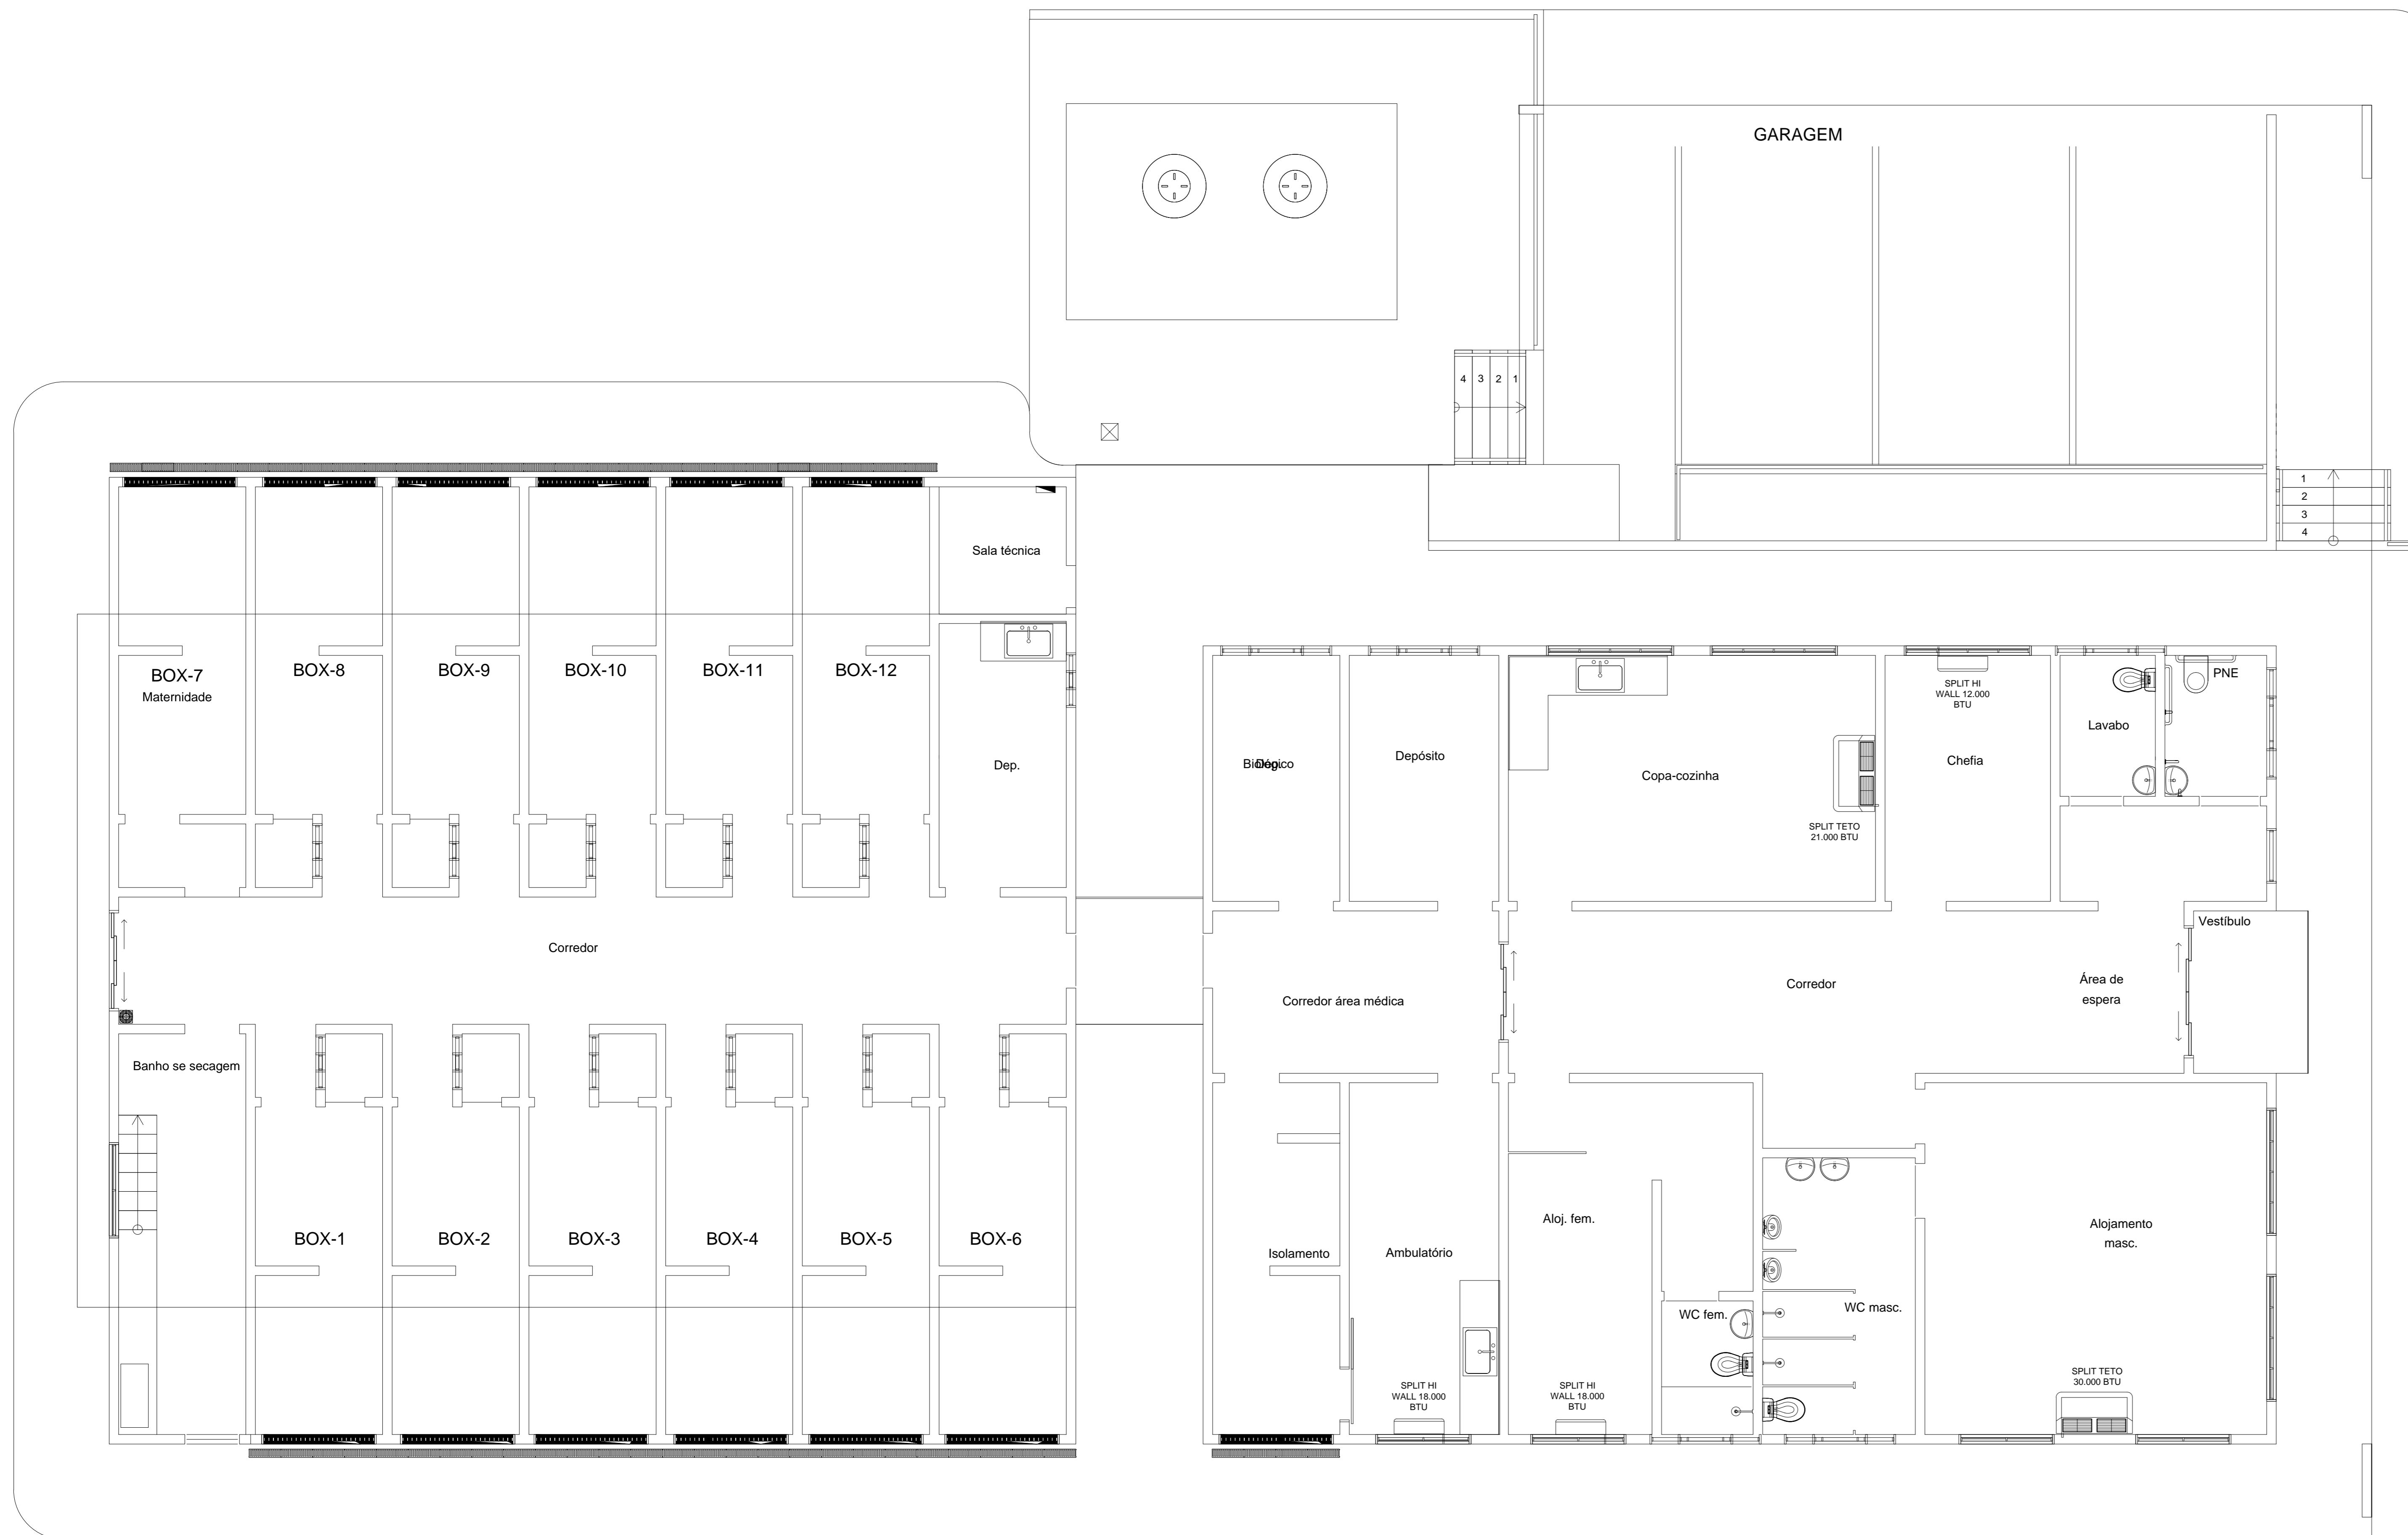 GARAGEM
4 3 2 1
1
2
3
4
Sala técnica
BOX-7
Maternidade
BOX-8
BOX-9
BOX-10
BOX-11
BOX-12
Dep.
Biológico
Dep.
Depósito
Copa-cozinha
SPLIT TETO
21.000 BTU
SPLIT HI
WALL 12.000
BTU
Chefia
Lavabo
PNE
Vestíbulo
Corredor
Corredor área médica
Corredor
Área de
espera
Banho se secagem
BOX-1
BOX-2
BOX-3
BOX-4
BOX-5
BOX-6
Isolamento
Ambulatório
SPLIT HI
WALL 18.000
BTU
Aloj. fem.
SPLIT HI
WALL 18.000
BTU
WC fem.
WC masc.
Alojamento
masc.
SPLIT TETO
30.000 BTU